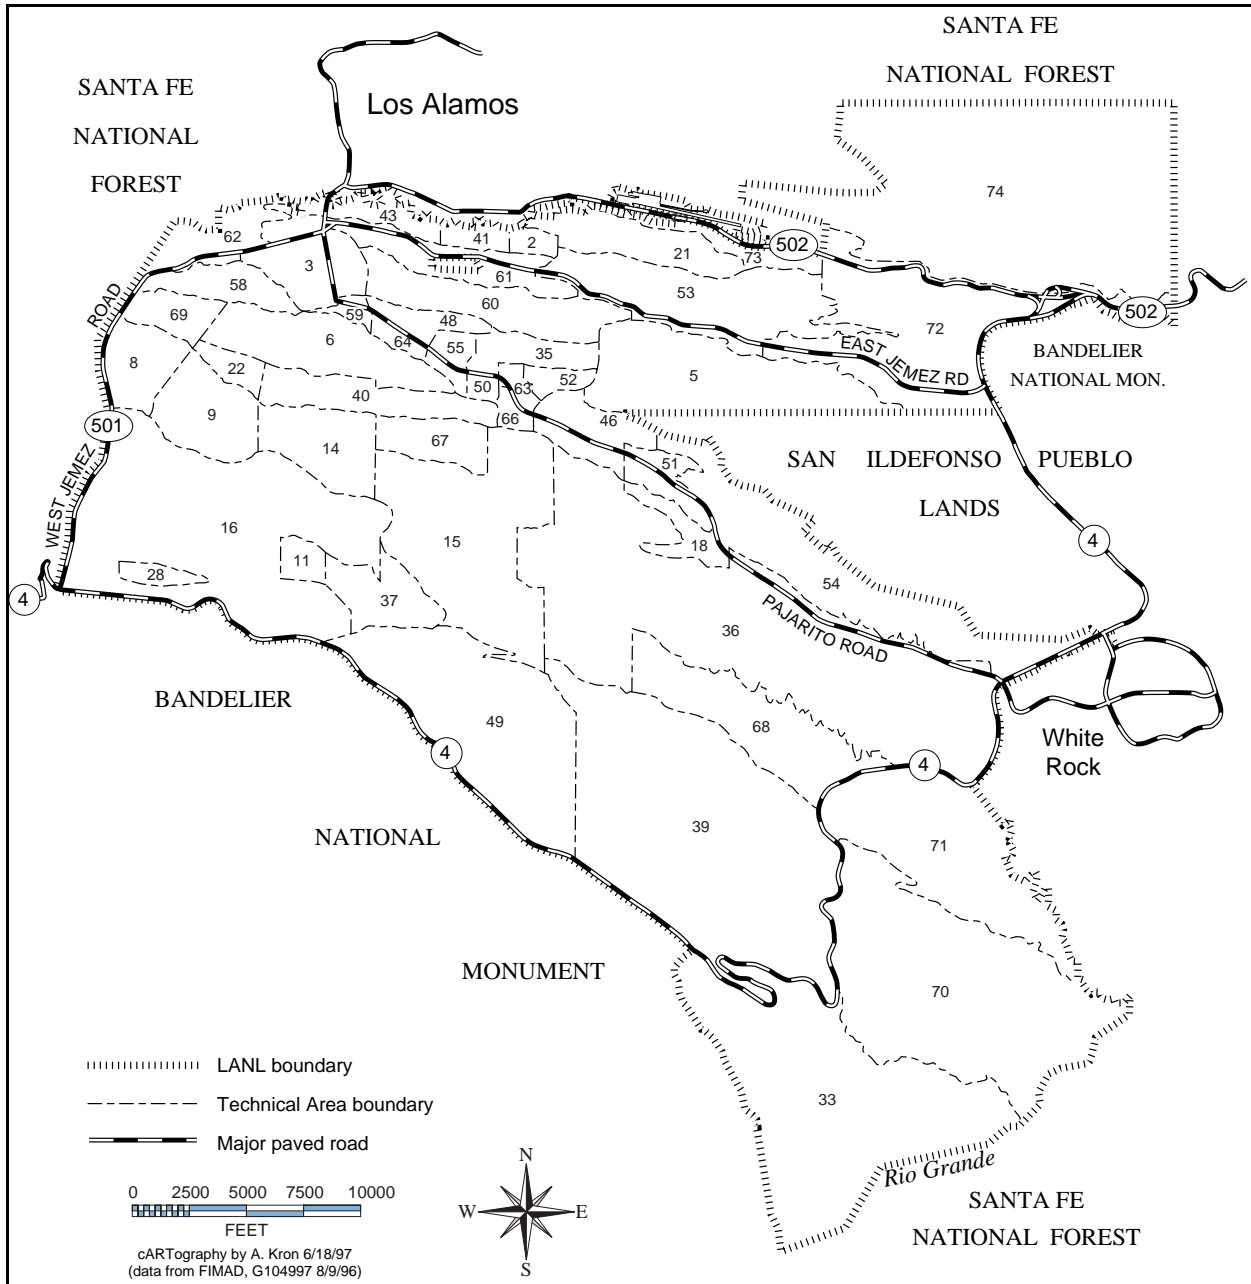 SANTA FE
NATIONAL FOREST
SANTA FE
NATIONAL
FOREST
Los Alamos
74
43
62
41
2
21
73
502
3
61
58
53
60
69
59
48
6
64
55
35
72
502
ROAD
8
22
50
63
52
5
EAST JEMEZ RD
BANDELIER
NATIONAL MON.
40
9
66
46
501
14
67
51
SAN ILDEFONSO PUEBLO
LANDS
WEST JEMEZ
16
15
18
4
11
28
54
4
37
36
PAJARITO ROAD
BANDELIER
49
68
White
Rock
4
4
NATIONAL
39
71
MONUMENT
70
33
LANL boundary
Technical Area boundary
Major paved road
Rio Grande
0 2500 5000 7500 10000
FEET
cARTography by A. Kron 6/18/97
(data from FIMAD, G104997 8/9/96)
N
W E
S
SANTA FE
NATIONAL FOREST